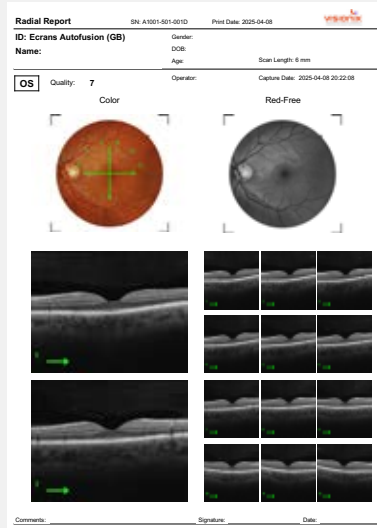 Radial Report SN: A1001-501-001D Print Date: 2025-04-08 VISIONIX
ID: Ecrans Autofusion (GB) Gender:
Name: DOB:
Age: Scan Length: 6 mm
OS Quality: 7 Operator: Capture Date: 2025-04-08 20:22:08
Color Red-Free
Comments: Signature: Date: